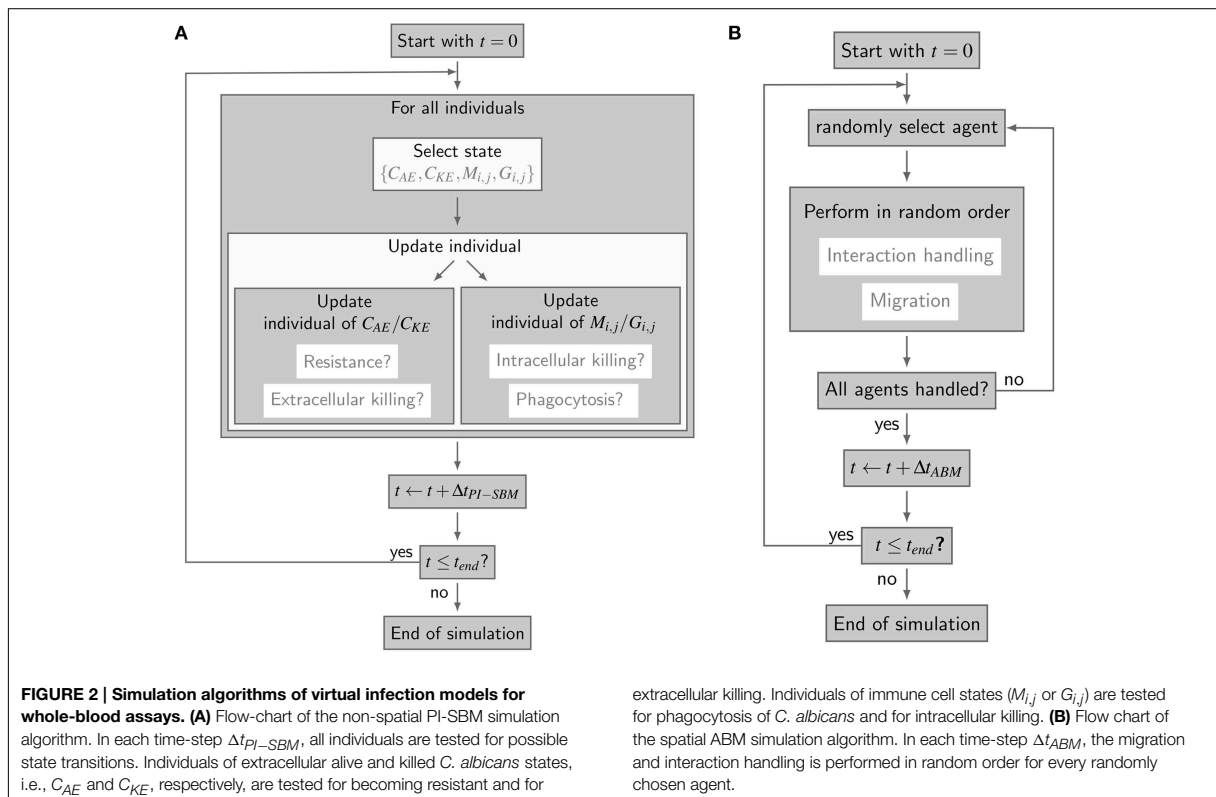 A
Start with t = 0
For all individuals
Select state
{C_AE, C_KE, M_i,j, G_i,j}
Update individual
Update
individual of C_AE/C_KE
Resistance?
Extracellular killing?
Update
individual of M_i,j/G_i,j
Intracellular killing?
Phagocytosis?
t ← t + Δt_PI−SBM
yes
t ≤ t_end?
no
End of simulation
B
Start with t = 0
randomly select agent
Perform in random order
Interaction handling
Migration
All agents handled?
no
yes
t ← t + Δt_ABM
yes
t ≤ t_end?
no
End of simulation
FIGURE 2 | Simulation algorithms of virtual infection models for
whole-blood assays. (A) Flow-chart of the non-spatial PI-SBM simulation
algorithm. In each time-step Δt_PI−SBM, all individuals are tested for possible
state transitions. Individuals of extracellular alive and killed C. albicans states,
i.e., C_AE and C_KE, respectively, are tested for becoming resistant and for
extracellular killing. Individuals of immune cell states (M_i,j or G_i,j) are tested
for phagocytosis of C. albicans and for intracellular killing. (B) Flow chart of
the spatial ABM simulation algorithm. In each time-step Δt_ABM, the migration
and interaction handling is performed in random order for every randomly
chosen agent.